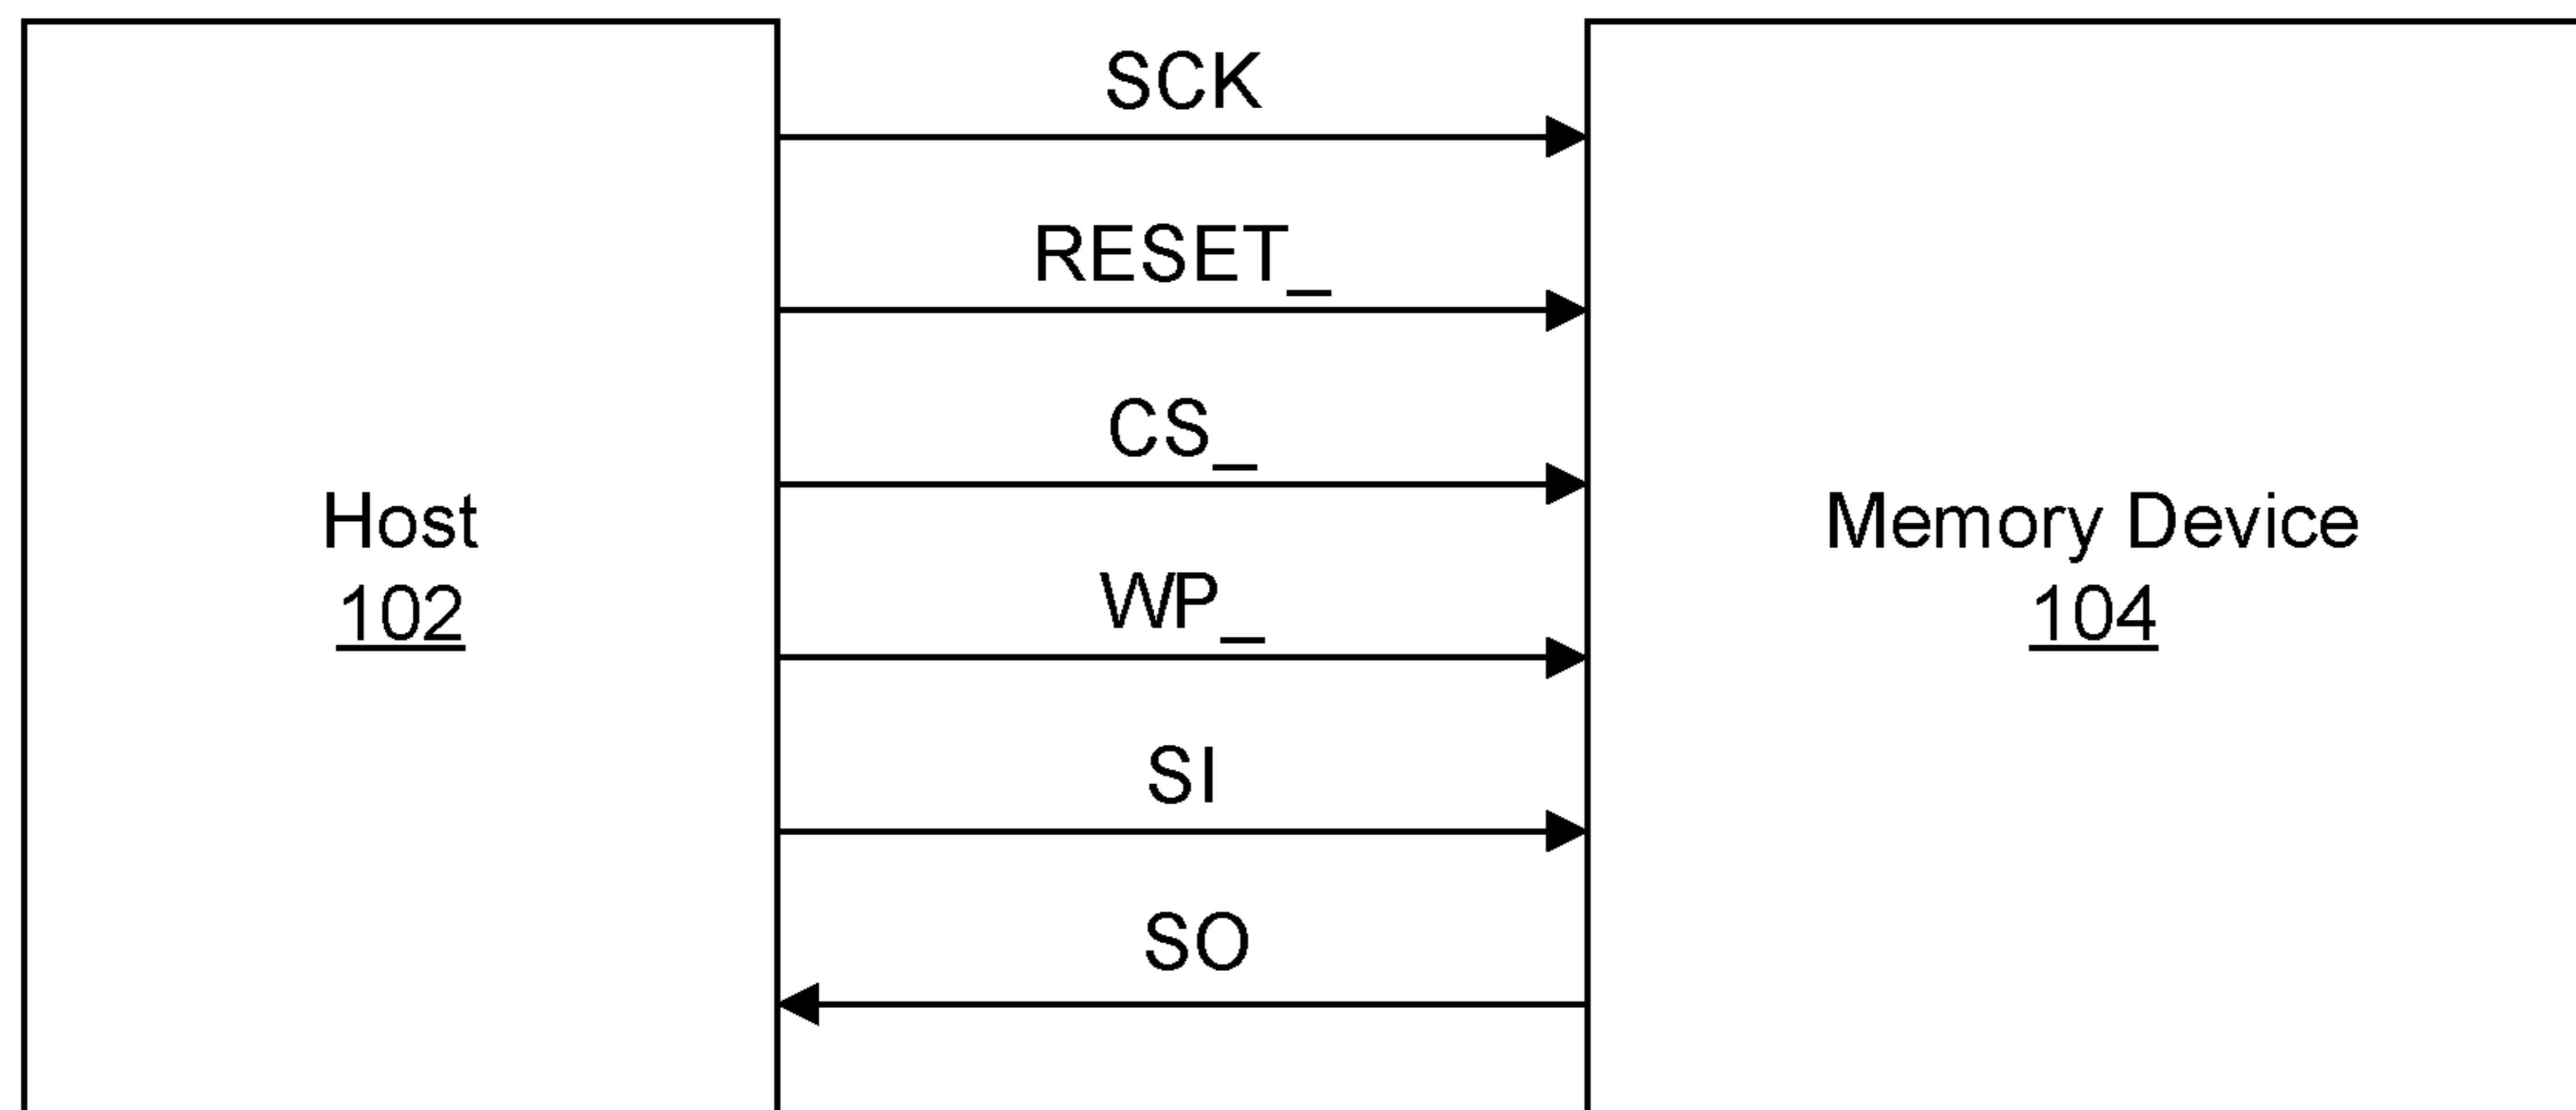 SCK
RESET_
CS_
Host
102
Memory Device
104
WP_
SI
SO